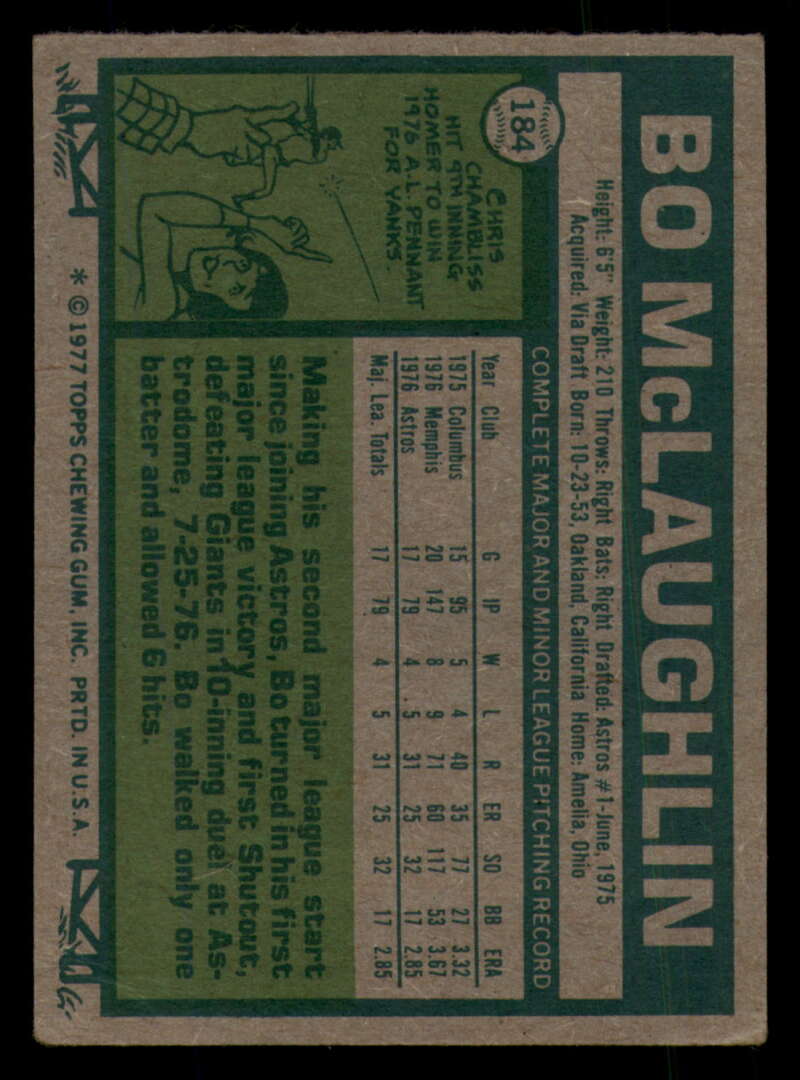 184
BO McLAUGHLIN
Height: 6'5" Weight: 210 Throws: Right Bats: Right Drafted: Astros #1-June, 1975
Acquired: Via Draft Born: 10-23-53, Oakland, California Home: Amelia, Ohio
CHRIS
CHAMBLISS
HIT 9TH INNING
HOMER TO WIN
1976 A.L. PENNANT
FOR YANKS.
COMPLETE MAJOR AND MINOR LEAGUE PITCHING RECORD
Year Club G IP W L R ER SO BB ERA
1975 Columbus 15 95 5 4 40 35 77 27 3.32
1976 Memphis 20 147 8 9 71 60 117 53 3.67
1976 Astros 17 79 4 5 31 25 32 17 2.85
Maj. Lea. Totals 17 79 4 5 31 25 32 17 2.85
Making his second major league start
since joining Astros, Bo turned in his first
major league victory and first Shutout,
defeating Giants in 10-inning duel at As-
trodome, 7-25-76. Bo walked only one
batter and allowed 6 hits.
* © 1977 TOPPS CHEWING GUM, INC. PRTD. IN U.S.A.